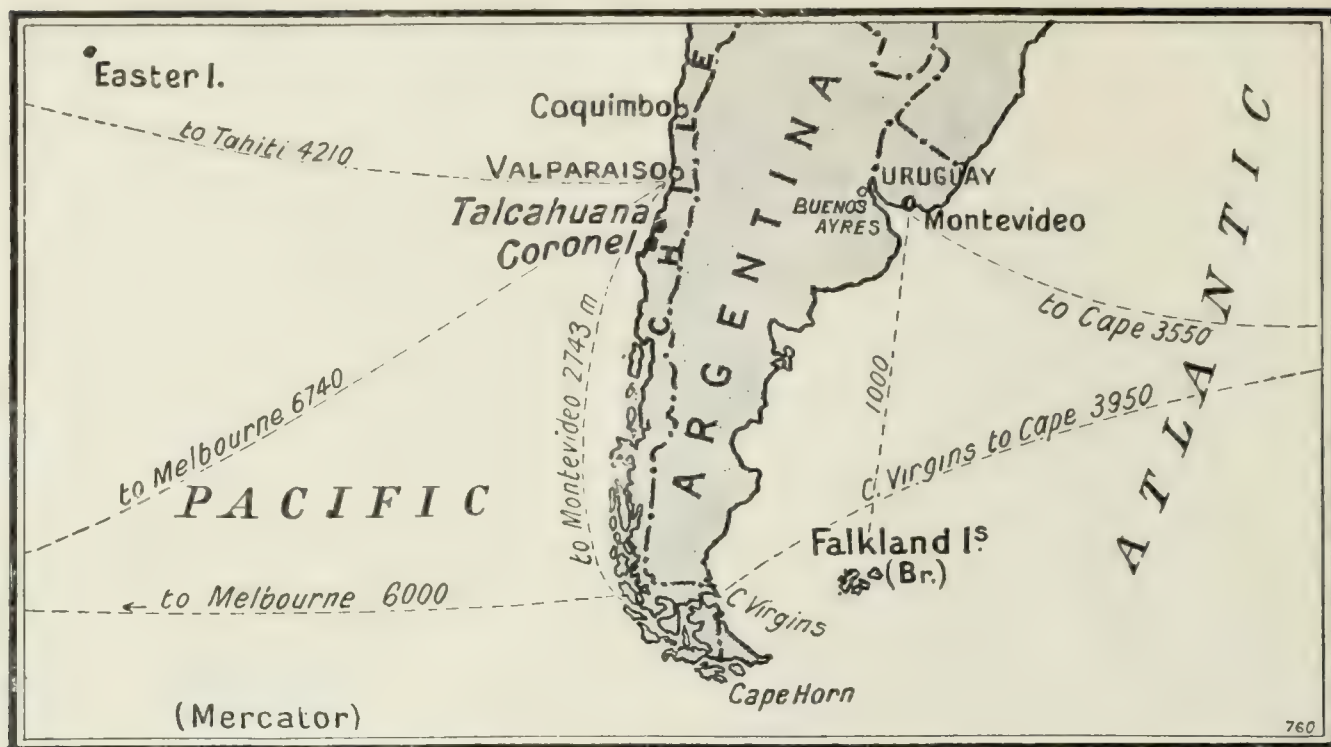 Easter I.
to Tahiti 4210
Coquimbo
VALPARAISO
Talcahuana
Coronel
CHILE
ARGENTINA
URUGUAY
BUENOS
AYRES
Montevideo
to Cape 3550
ATLANTIC
1000
C. Virgins to Cape 3950
to Melbourne 6740
to Montevideo 2743 m
PACIFIC
Falkland Is.
(Br.)
to Melbourne 6000
C Virgins
Cape Horn
(Mercator)
760